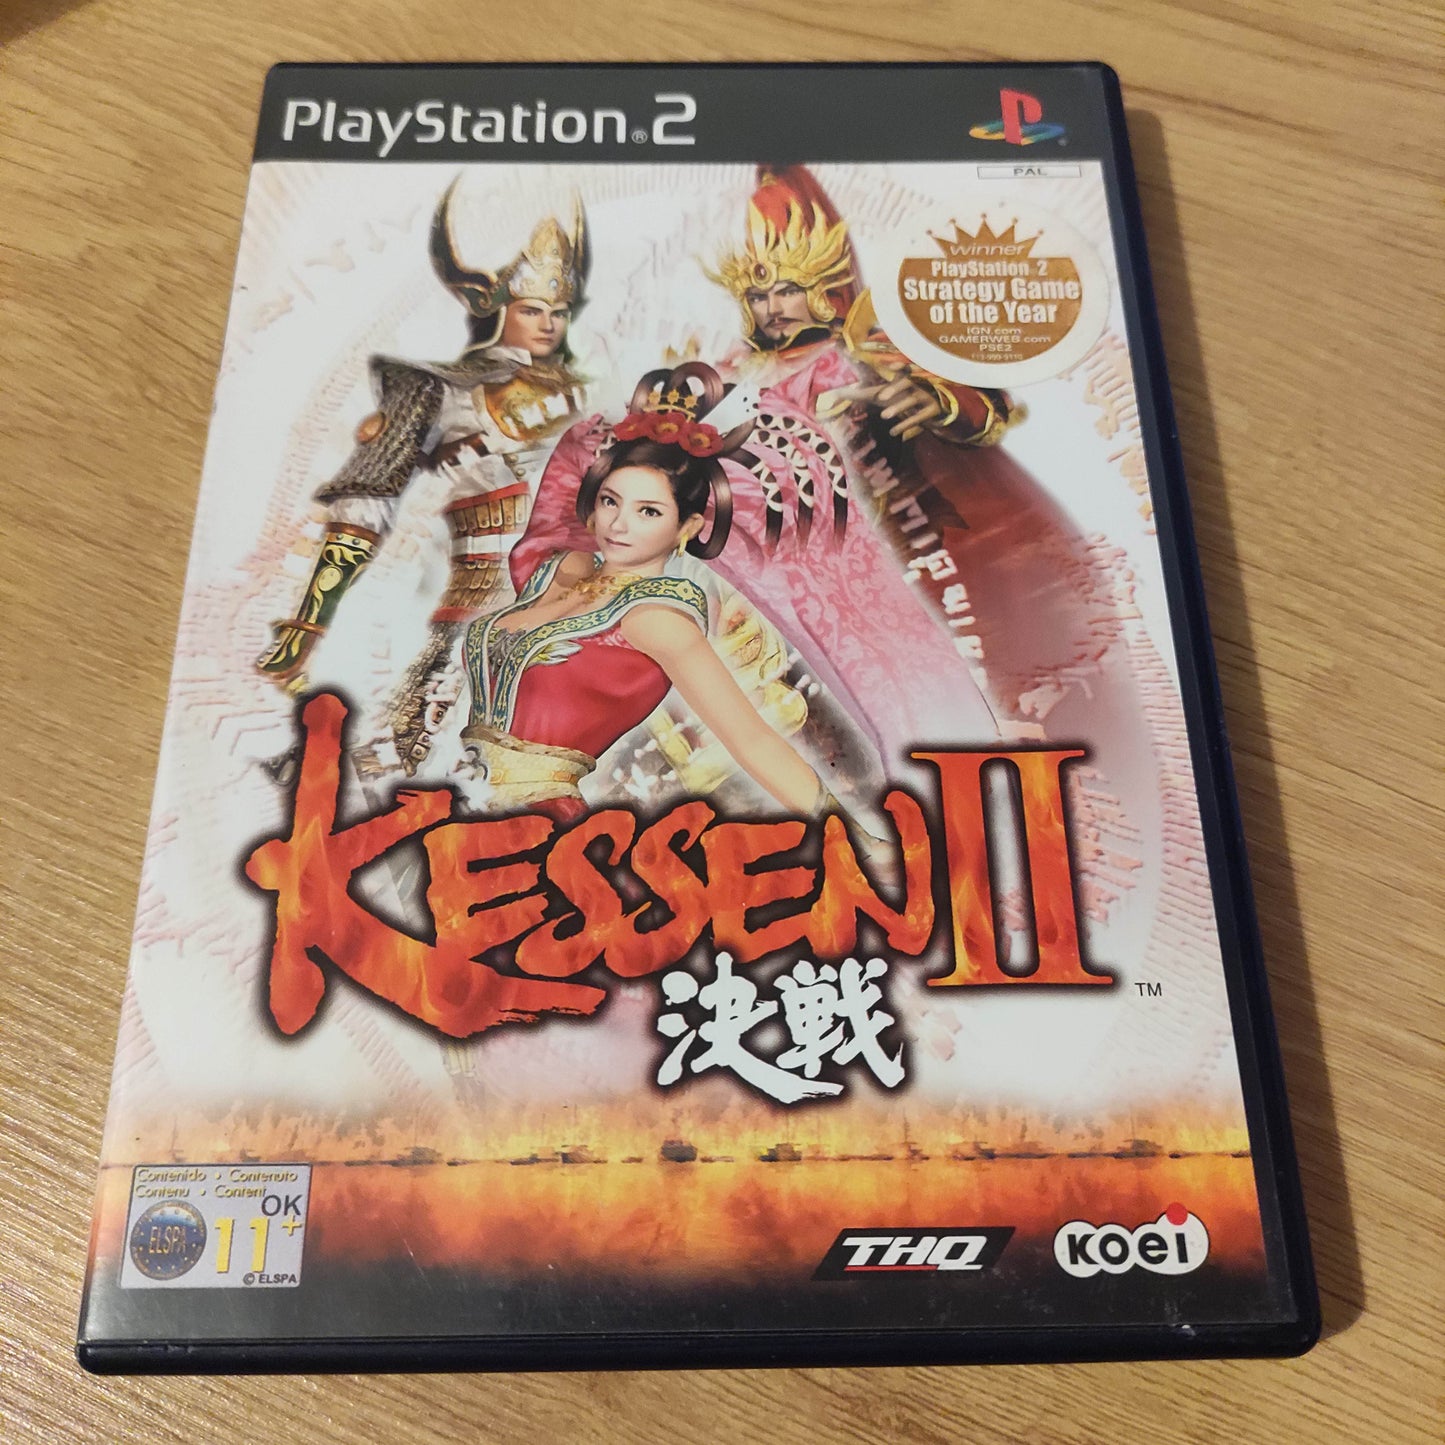 PlayStation®2
PAL
winner
PlayStation 2
Strategy Game
of the Year
IGN.com
GAMERWEB.com
PSE2
KESSEN II
TM
決戦
Contenido • Contenuto
Contenu • Content
OK
ELSPA
11+
© ELSPA
THQ
KOEI